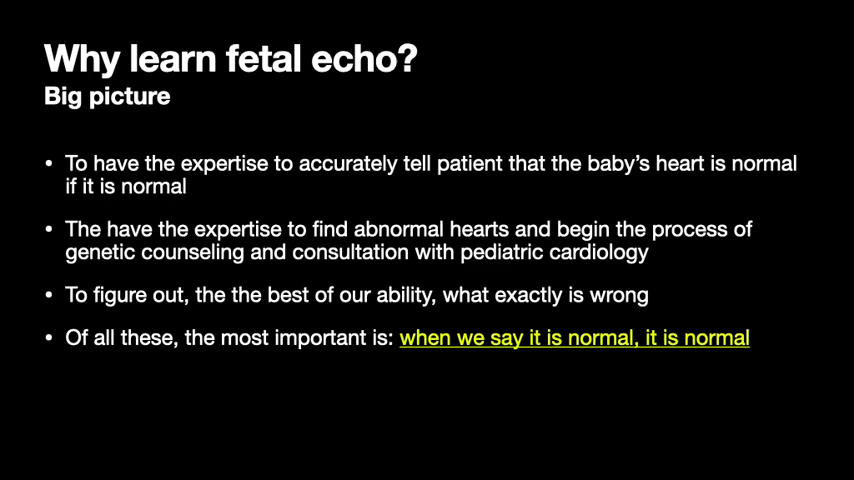 Why learn fetal echo?
Big picture
• To have the expertise to accurately tell patient that the baby’s heart is normal
if it is normal
• The have the expertise to find abnormal hearts and begin the process of
genetic counseling and consultation with pediatric cardiology
• To figure out, the the best of our ability, what exactly is wrong
• Of all these, the most important is: when we say it is normal, it is normal